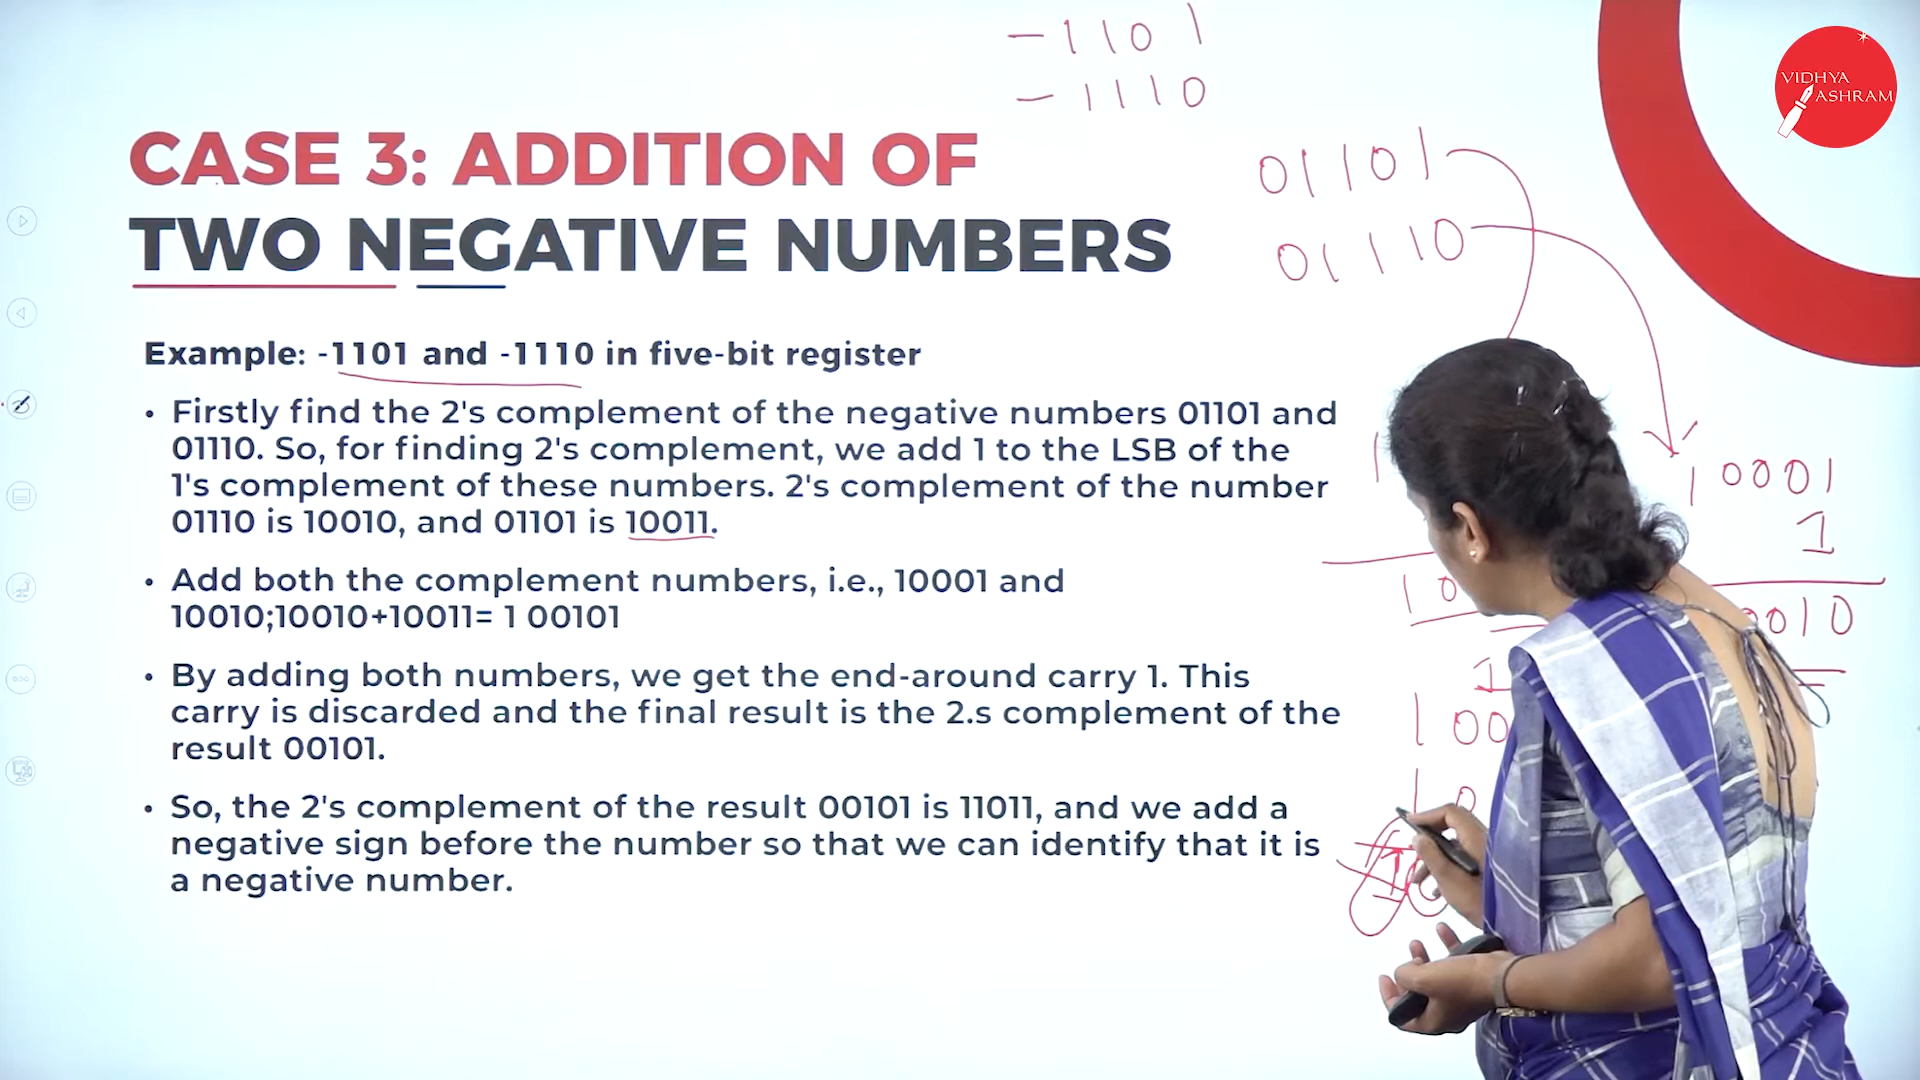 -1101
-1110
VIDHYA
ASHRAM
CASE 3: ADDITION OF
TWO NEGATIVE NUMBERS
01101
01110
Example: -1101 and -1110 in five-bit register
• Firstly find the 2's complement of the negative numbers 01101 and
01110. So, for finding 2's complement, we add 1 to the LSB of the
1's complement of these numbers. 2's complement of the number
01110 is 10010, and 01101 is 10011.
• Add both the complement numbers, i.e., 10001 and
10010;10010+10011= 1 00101
• By adding both numbers, we get the end-around carry 1. This
carry is discarded and the final result is the 2.s complement of the
result 00101.
• So, the 2's complement of the result 00101 is 11011, and we add a
negative sign before the number so that we can identify that it is
a negative number.
10001
1
0010
1
10
1
100
10